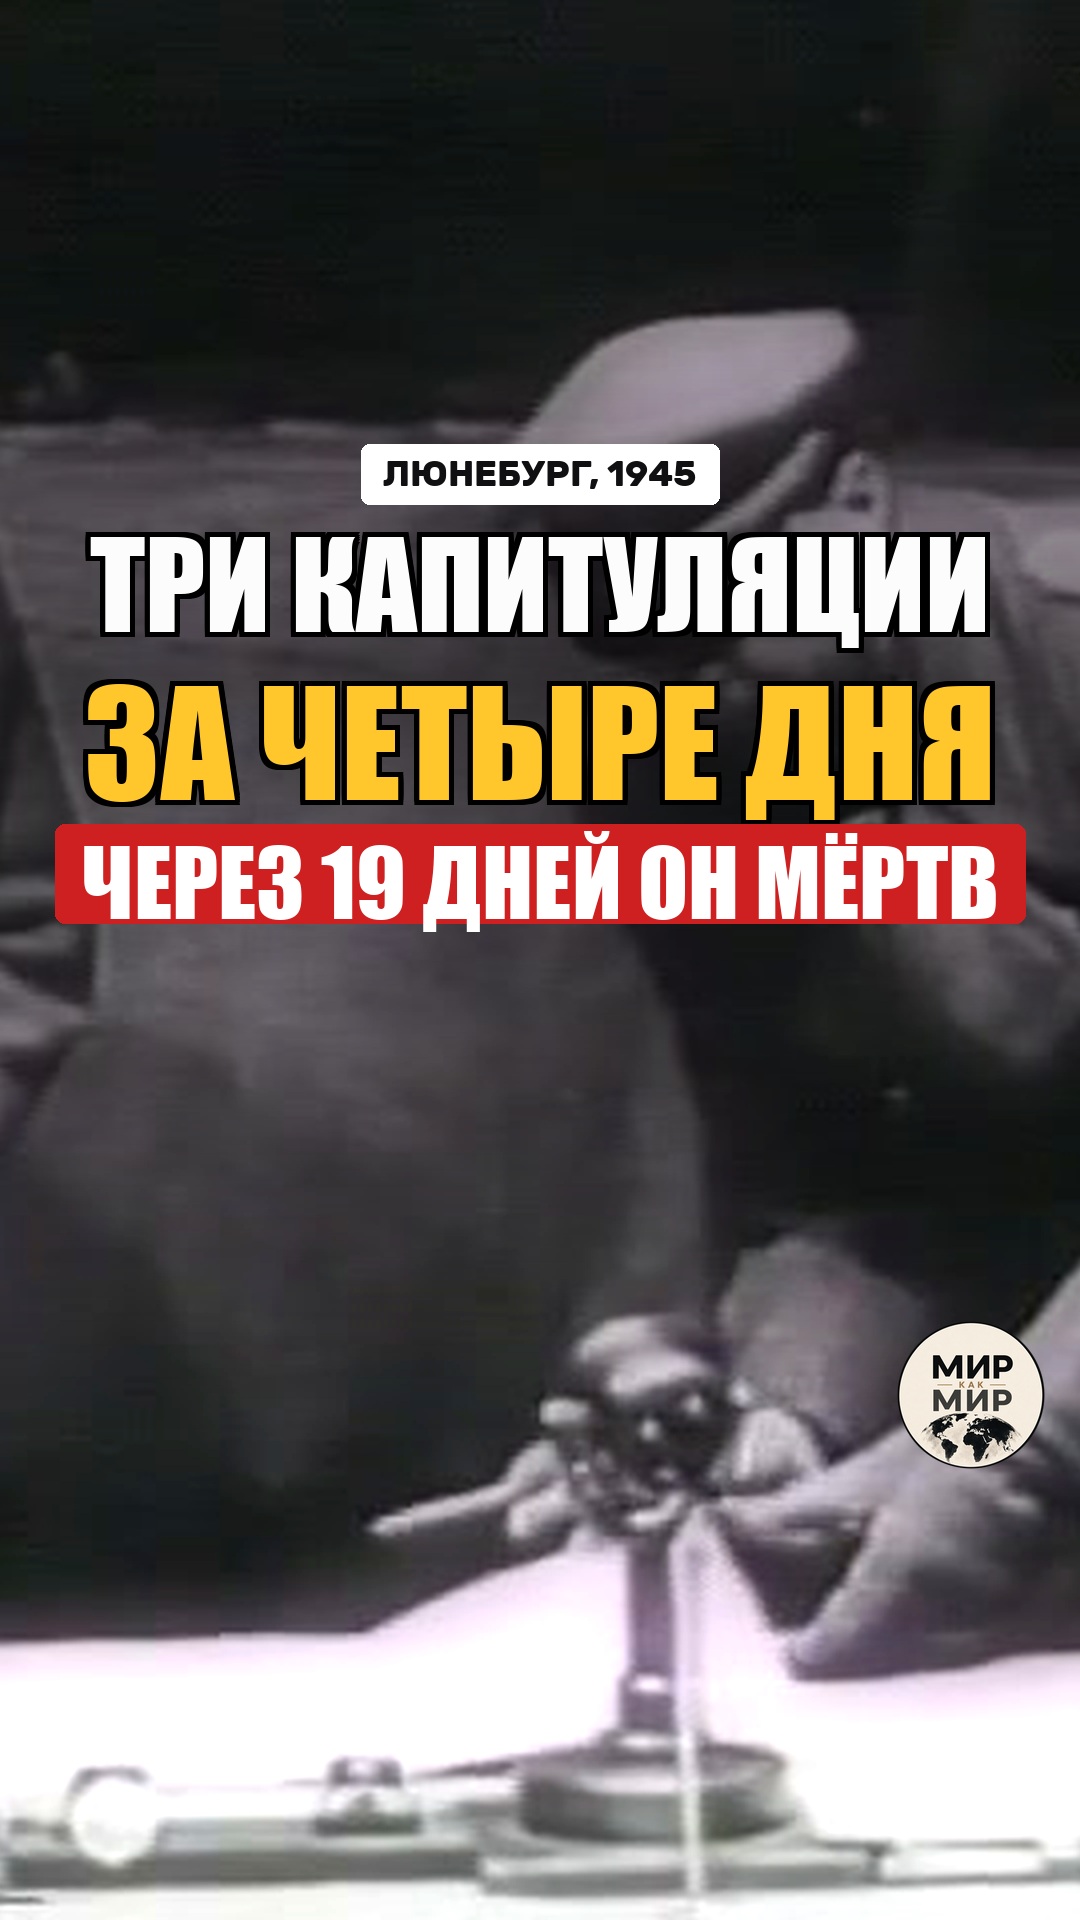 ЛЮНЕБУРГ, 1945
ТРИ КАПИТУЛЯЦИИ
ЗА ЧЕТЫРЕ ДНЯ
ЧЕРЕЗ 19 ДНЕЙ ОН МЁРТВ
МИР
КАК
МИР